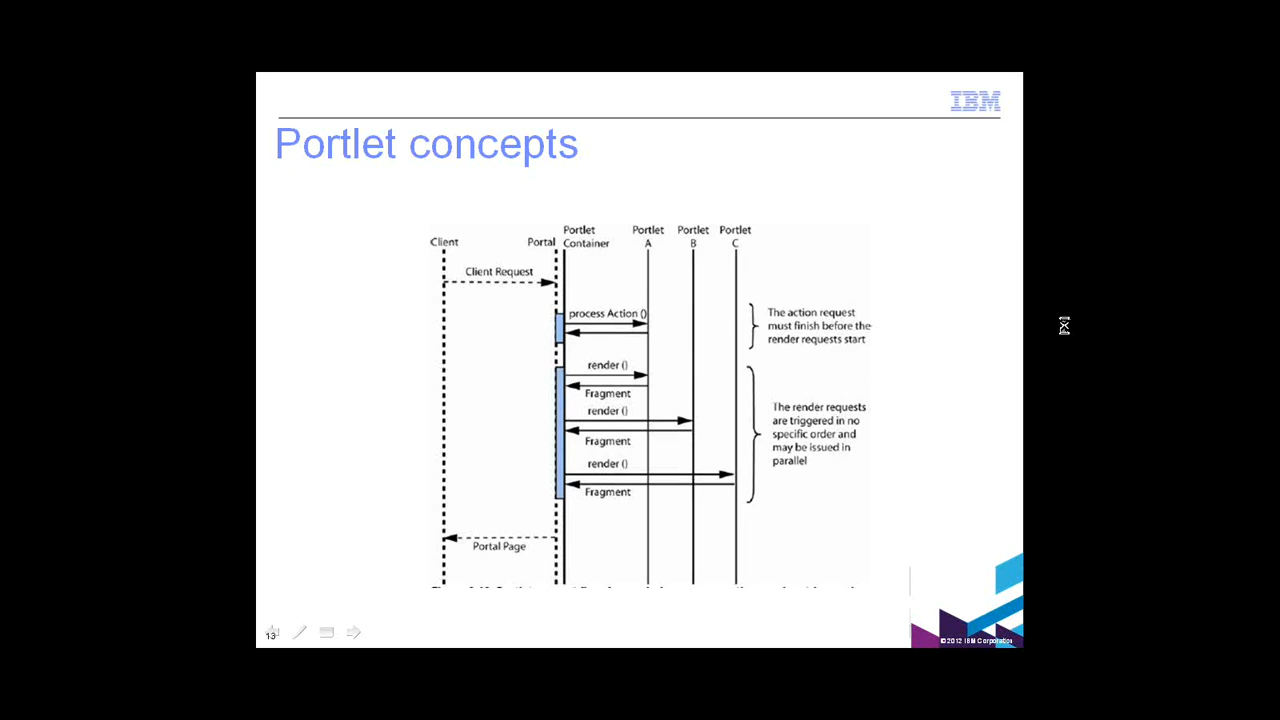 IBM
Portlet concepts
Client
Portal
Portlet
Container
Portlet
A
Portlet
B
Portlet
C
Client Request
process Action ()
The action request
must finish before the
render requests start
render ()
Fragment
render ()
Fragment
render ()
Fragment
The render requests
are triggered in no
specific order and
may be issued in
parallel
Portal Page
13
© 2012 IBM Corporation